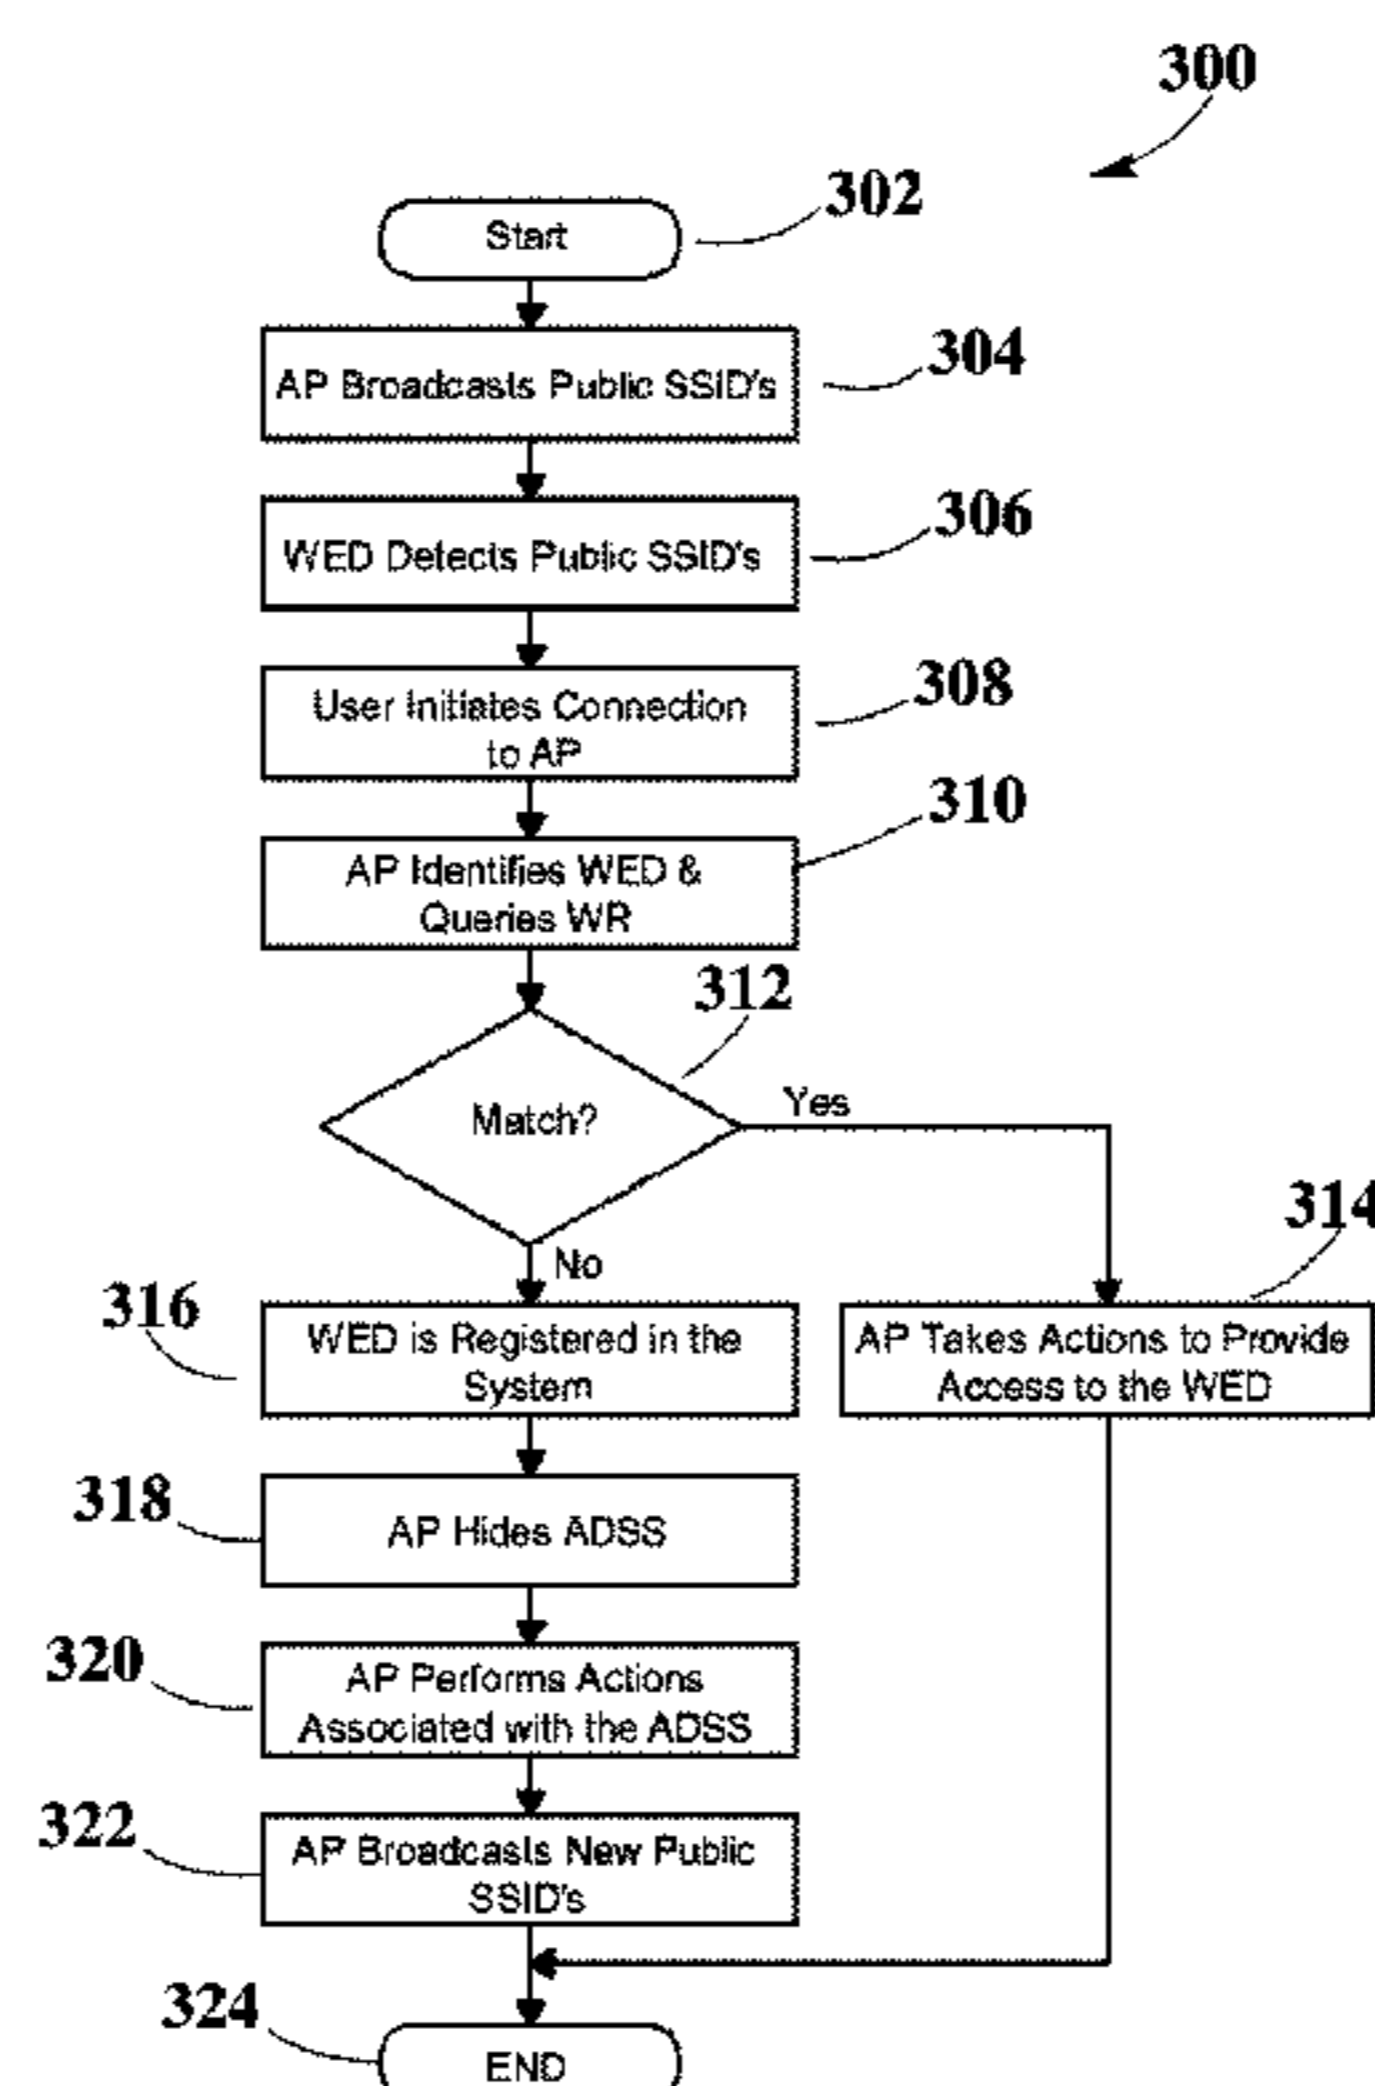 300
302
Start
304
AP Broadcasts Public SSID's
306
WED Detects Public SSID's
308
User Initiates Connection
to AP
310
AP Identifies WED &
Queries WR
312
Match?
Yes
No
314
316
WED is Registered in the
System
AP Takes Actions to Provide
Access to the WED
318
AP Hides ADSS
320
AP Performs Actions
Associated with the ADSS
322
AP Broadcasts New Public
SSID's
324
END